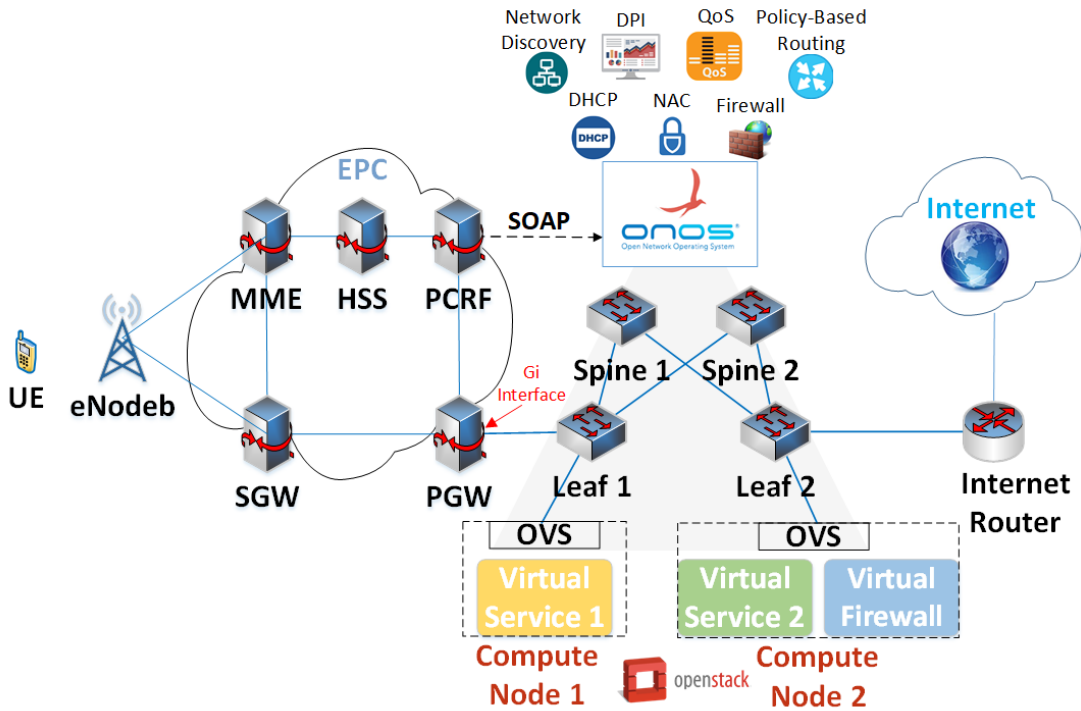 Network
Discovery
DPI
QoS
QoS
Policy-Based
Routing
DHCP
DHCP
NAC
Firewall
EPC
SOAP
onos
Open Network Operating System
Internet
MME
HSS
PCRF
UE
eNodeb
Gi
Interface
Spine 1
Spine 2
SGW
PGW
Leaf 1
Leaf 2
Internet
Router
OVS
OVS
Virtual
Service 1
Virtual
Service 2
Virtual
Firewall
Compute
Node 1
openstack
Compute
Node 2